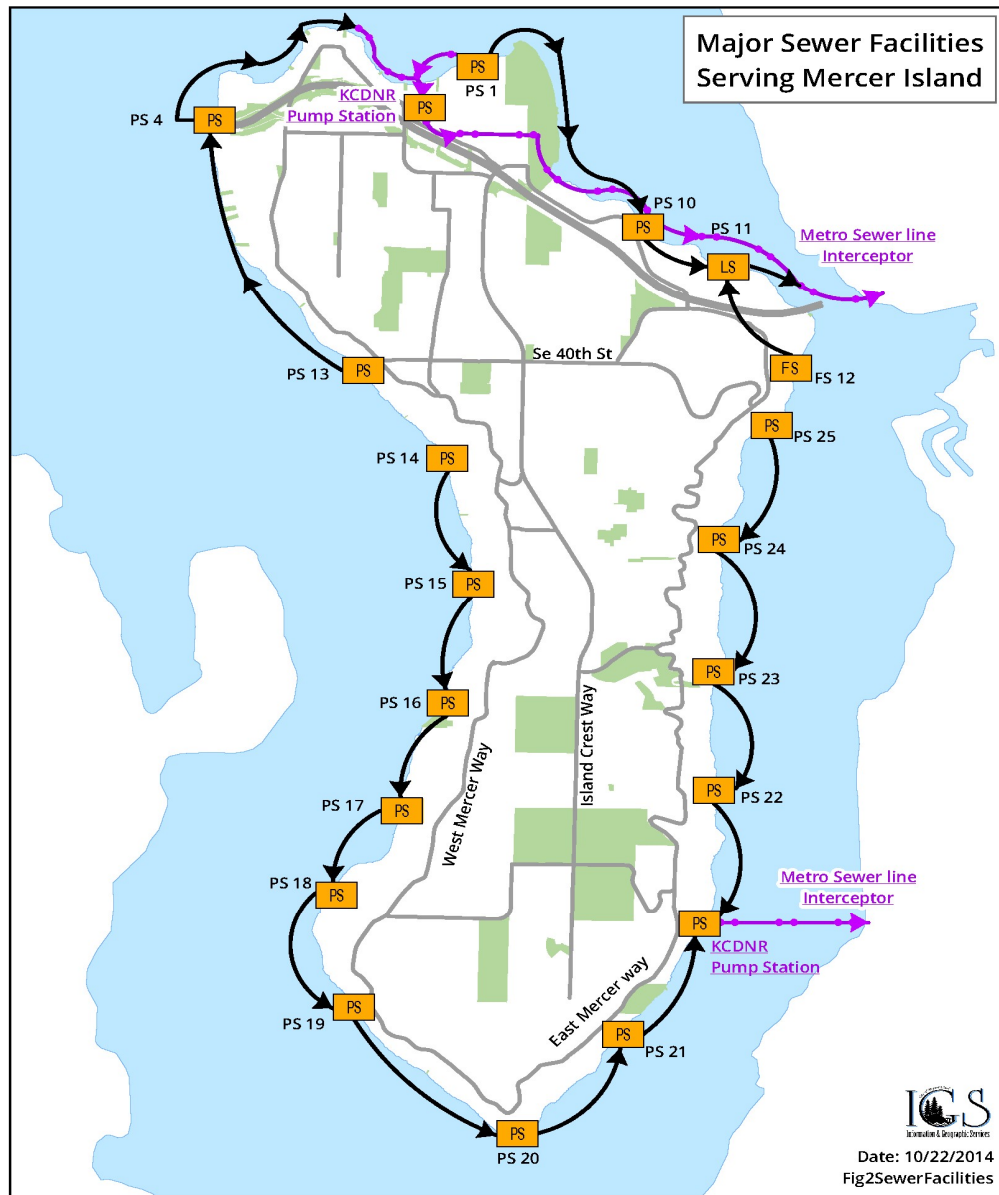 Major Sewer Facilities
Serving Mercer Island
PS
PS 1
KCDNR
Pump Station
PS
PS 4
PS
PS 10
PS
PS 11
LS
Metro Sewer line
Interceptor
Se 40th St
PS 13
PS
FS
FS 12
PS
PS 25
PS 14
PS
PS
PS 24
PS 15
PS
PS
PS 23
PS 16
PS
Island Crest Way
West Mercer Way
PS
PS 22
PS 17
PS
PS 18
PS
Metro Sewer line
Interceptor
PS
KCDNR
Pump Station
East Mercer way
PS 19
PS
PS
PS 21
PS
PS 20
IGS
Information & Geographic Services
Date: 10/22/2014
Fig2SewerFacilities